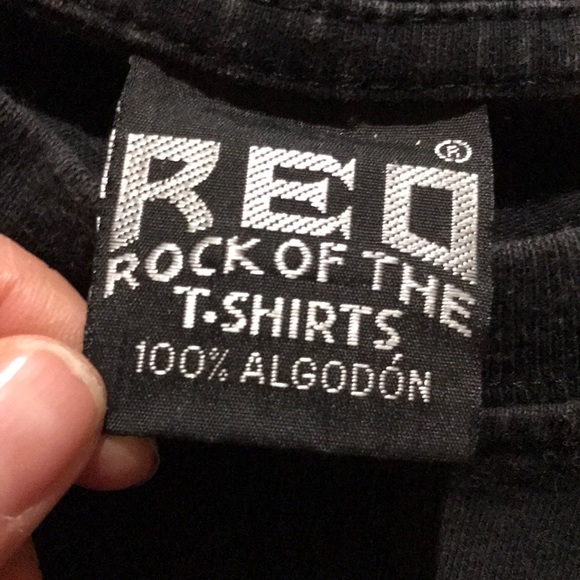 REO ®
ROCK OF THE
T-SHIRTS
100% ALGODÓN